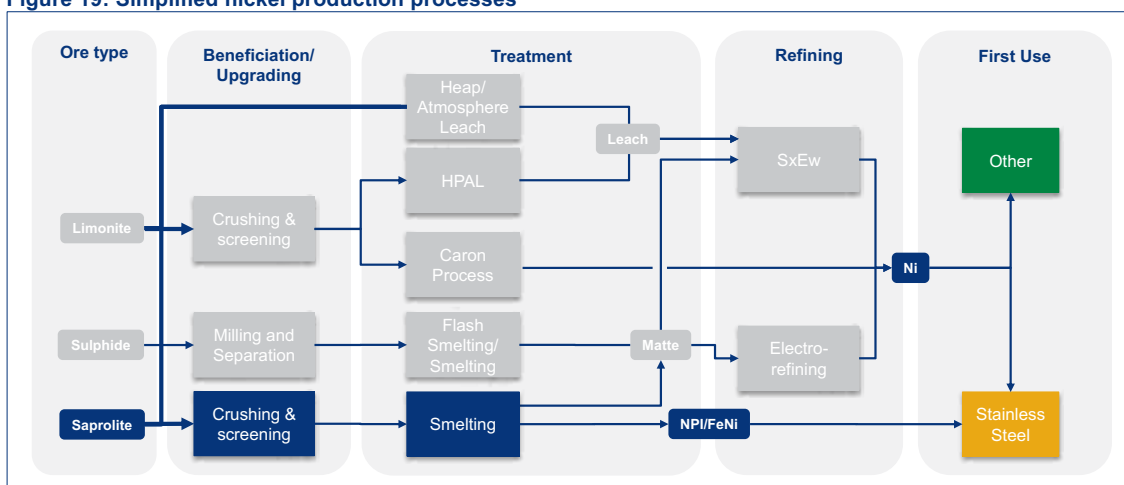 Figure 19: Simplified nickel production processes
Ore type
Beneficiation/
Upgrading
Treatment
Refining
First Use
Heap/
Atmosphere
Leach
Leach
SxEw
Other
HPAL
Limonite
Crushing &
screening
Caron
Process
Ni
Sulphide
Milling and
Separation
Flash
Smelting/
Smelting
Matte
Electro-
refining
Saprolite
Crushing &
screening
Smelting
NPI/FeNi
Stainless
Steel